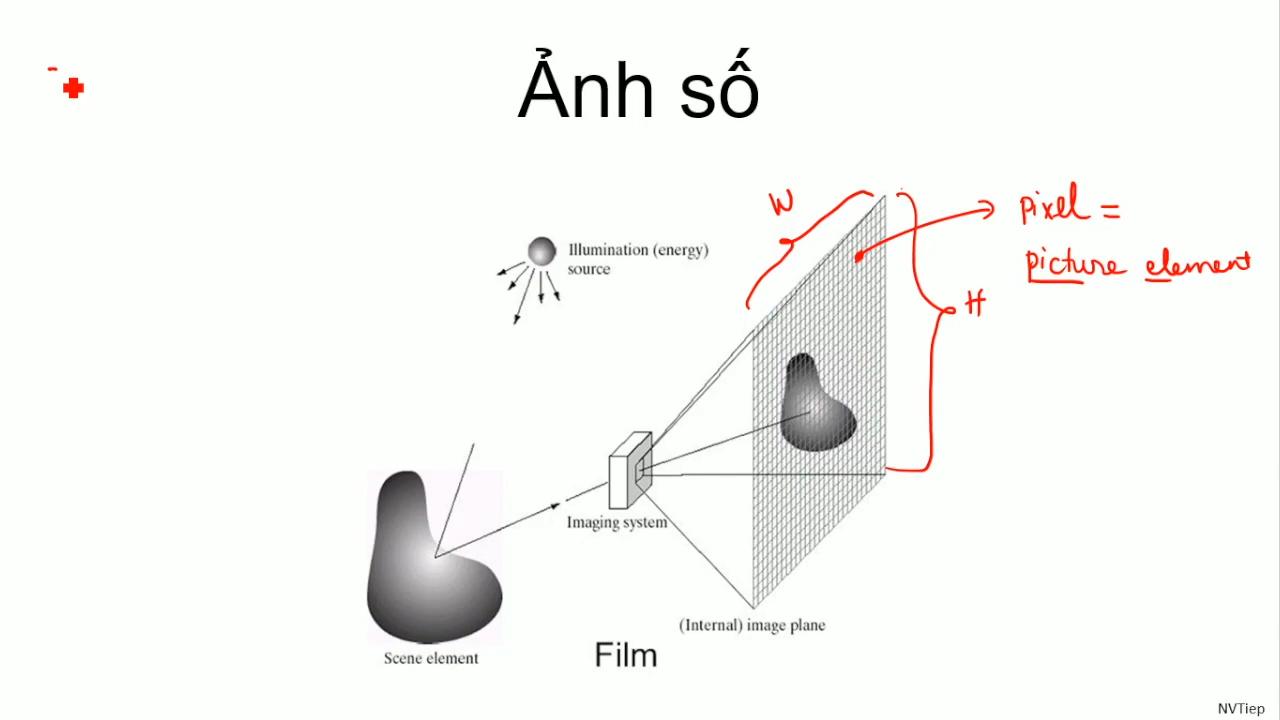 Ảnh số
W
pixel =
picture element
Illumination (energy)
source
H
Imaging system
(Internal) image plane
Film
Scene element
NVTiep